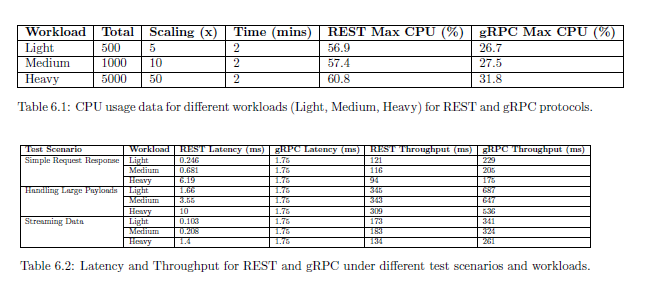 Workload Total Scaling (x) Time (mins) REST Max CPU (%) gRPC Max CPU (%)
Light 500 5 2 56.9 26.7
Medium 1000 10 2 57.4 27.5
Heavy 5000 50 2 60.8 31.8
Table 6.1: CPU usage data for different workloads (Light, Medium, Heavy) for REST and gRPC protocols.
Test Scenario Workload REST Latency (ms) gRPC Latency (ms) REST Throughput (ms) gRPC Throughput (ms)
Simple Request Response Light 0.246 1.75 121 229
Medium 0.681 1.75 116 205
Heavy 6.19 1.75 94 175
Handling Large Payloads Light 1.66 1.75 345 687
Medium 3.55 1.75 343 647
Heavy 10 1.75 309 536
Streaming Data Light 0.103 1.75 173 341
Medium 0.208 1.75 183 324
Heavy 1.4 1.75 134 261
Table 6.2: Latency and Throughput for REST and gRPC under different test scenarios and workloads.